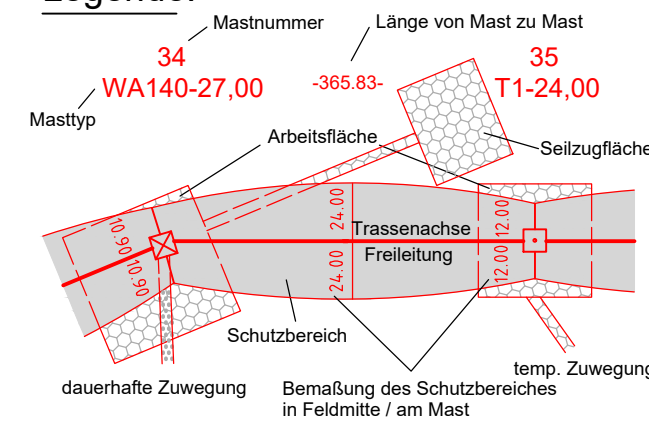 Legende:
Mastnummer
Länge von Mast zu Mast
34
WA140-27,00
-365.83-
35
T1-24,00
Masttyp
Arbeitsfläche
Seilzugfläche
10.90
10.90
24.00
24.00
Trassenachse
Freileitung
12.00
12.00
Schutzbereich
temp. Zuwegung
dauerhafte Zuwegung
Bemaßung des Schutzbereiches
in Feldmitte / am Mast